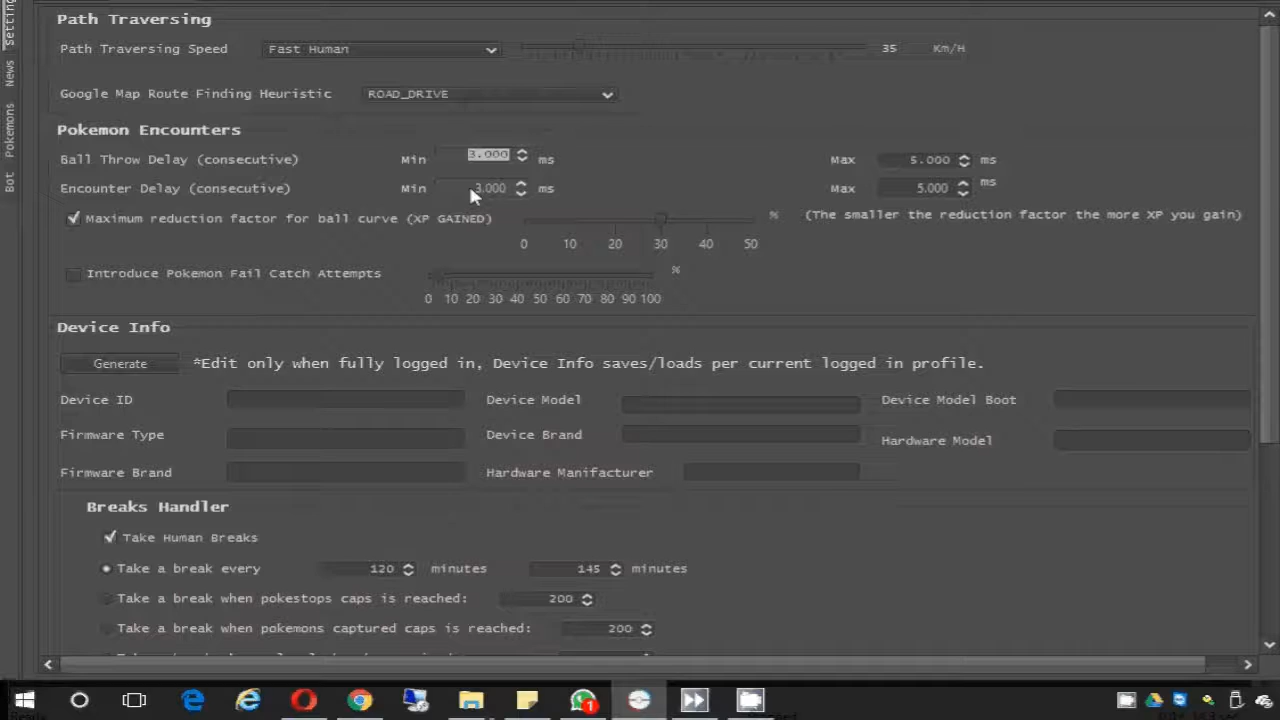 Path Traversing
Path Traversing Speed Fast Human 35 Km/H
Google Map Route Finding Heuristic ROAD_DRIVE
Pokemon Encounters
Ball Throw Delay (consecutive) Min 3.000 ms Max 5.000 ms
Encounter Delay (consecutive) Min 3.000 ms Max 5.000 ms
Maximum reduction factor for ball curve (XP GAINED) % (The smaller the reduction factor the more XP you gain)
0 10 20 30 40 50
Introduce Pokemon Fail Catch Attempts %
0 10 20 30 40 50 60 70 80 90 100
Device Info
Generate *Edit only when fully logged in, Device Info saves/loads per current logged in profile.
Device ID Device Model Device Model Boot
Firmware Type Device Brand Hardware Model
Firmware Brand Hardware Manifacturer
Breaks Handler
Take Human Breaks
Take a break every 120 minutes 145 minutes
Take a break when pokestops caps is reached: 200
Take a break when pokemons captured caps is reached: 200
News
Pokemons
Bot
1